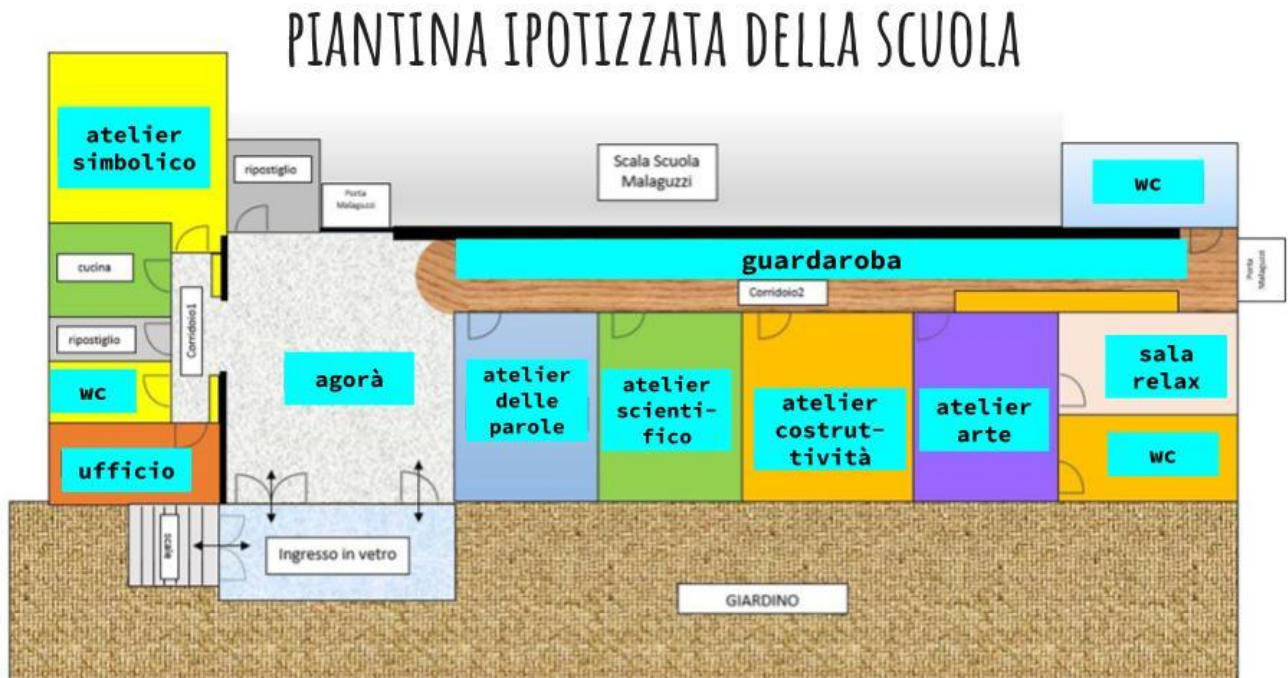 PIANTINA IPOTIZZATA DELLA SCUOLA
atelier
simbolico
ripostiglio
Porta
Malaguzzi
Scala Scuola
Malaguzzi
wc
cucina
Corridoio1
guardaroba
Corridoio2
Porta
Malaguzzi
ripostiglio
wc
agorà
atelier
delle
parole
atelier
scienti-
fico
atelier
costrut-
tività
atelier
arte
sala
relax
ufficio
wc
scale
Ingresso in vetro
GIARDINO